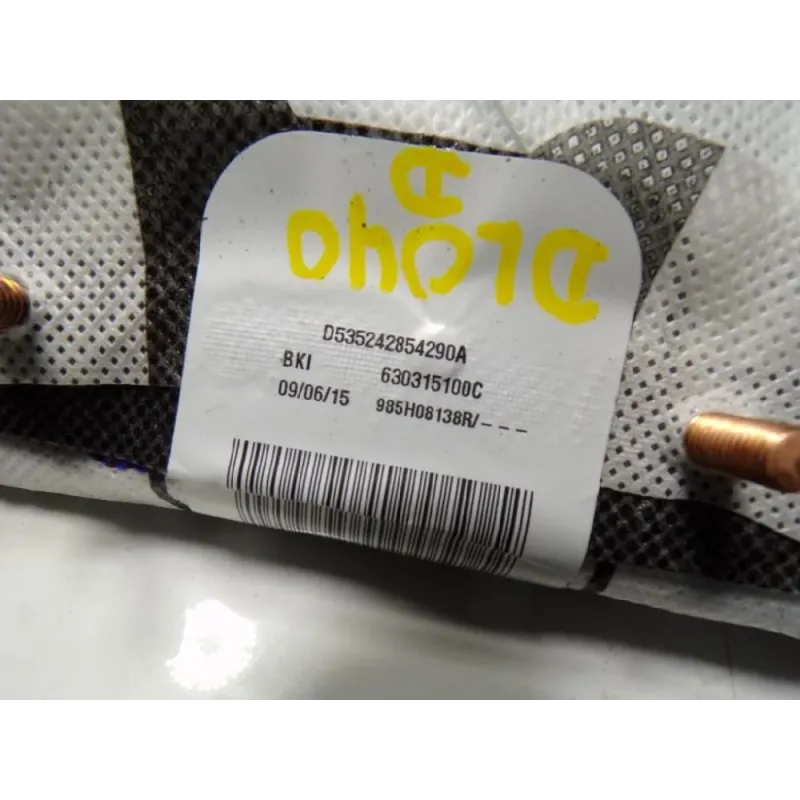 D535242854290A
BKI 630315100C
09/06/15 985H08138R/---